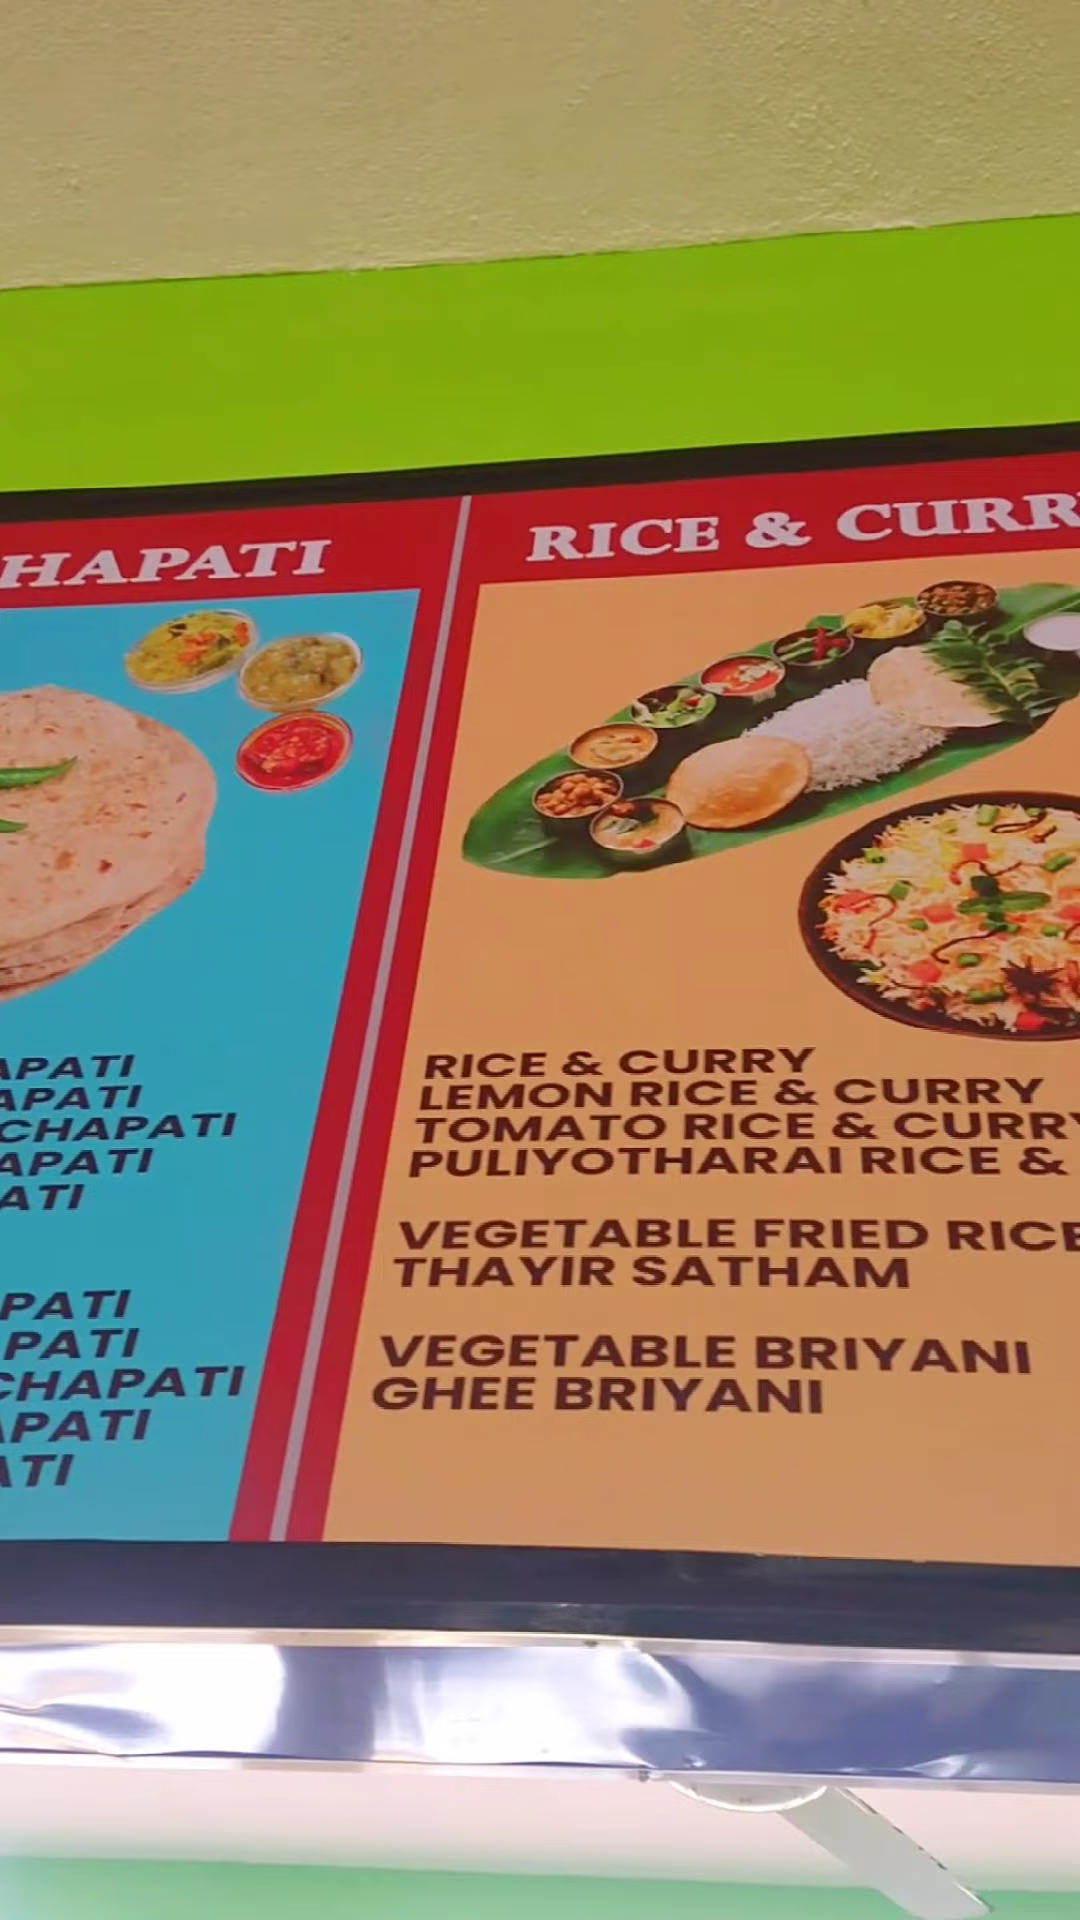 RICE & CURRY
LEMON RICE & CURRY
TOMATO RICE & CURRY
PULIYOTHARAI RICE &
VEGETABLE FRIED RICE
THAYIR SATHAM
VEGETABLE BRIYANI
GHEE BRIYANI
HAPATI
RICE & CURR
APATI
APATI
CHAPATI
APATI
ATI
PATI
PATI
CHAPATI
APATI
ATI